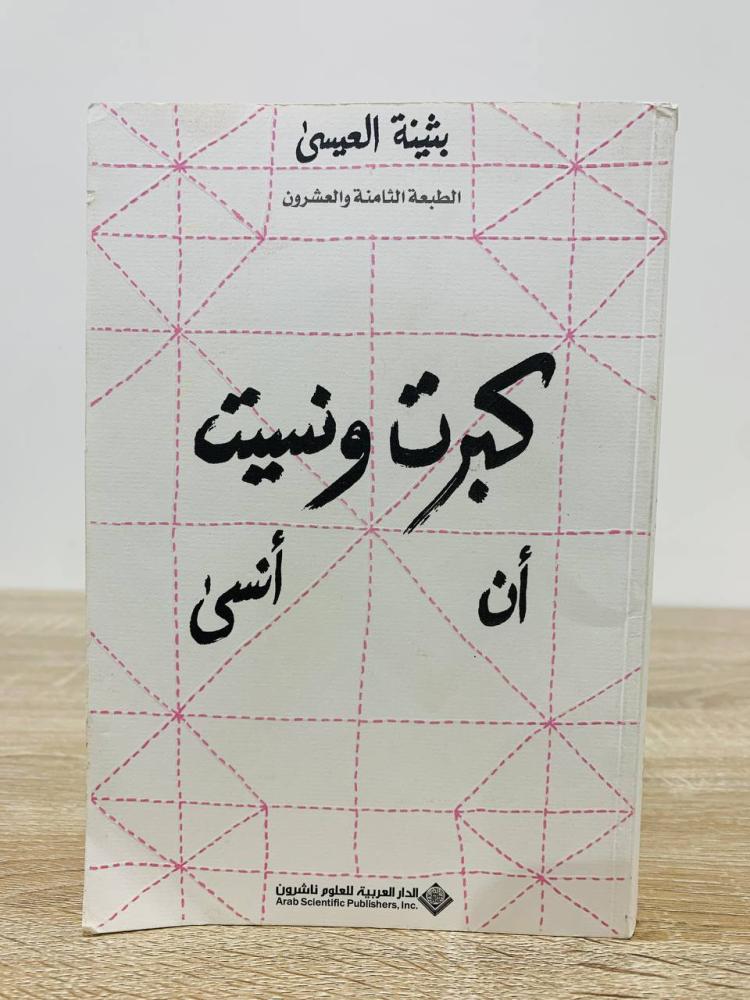 بثينة العيسىٰ
الطبعة الثامنة والعشرون
كبرت ونسيت
أن أنسىٰ
الدار العربية للعلوم ناشرون
Arab Scientific Publishers, Inc.